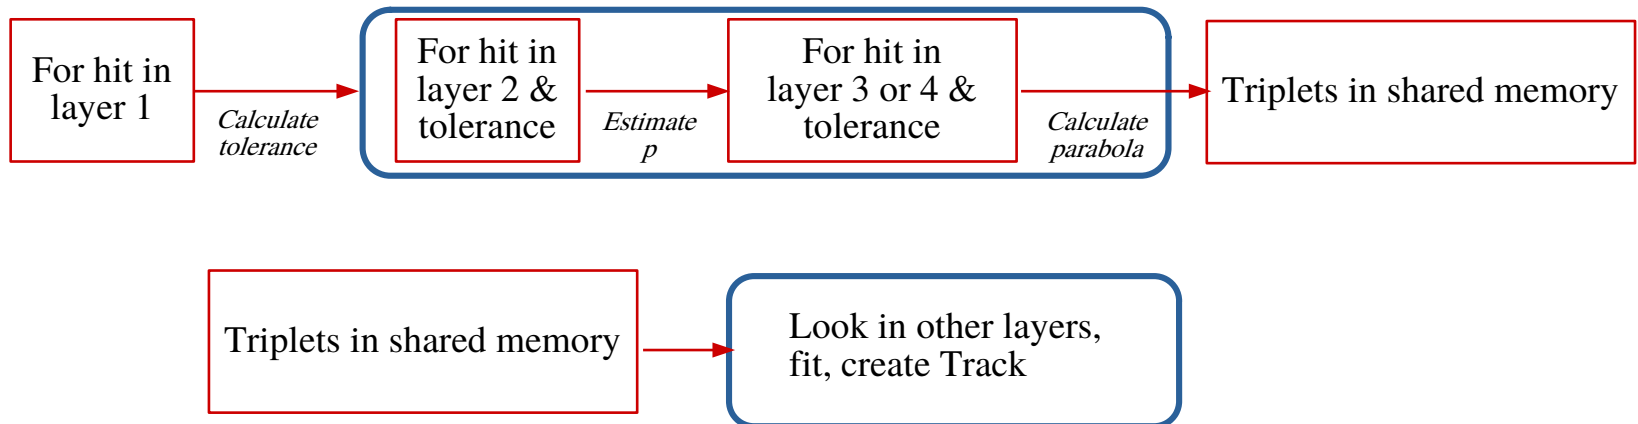 For hit in
layer 1
Calculate
tolerance
For hit in
layer 2 &
tolerance
Estimate
p
For hit in
layer 3 or 4 &
tolerance
Calculate
parabola
Triplets in shared memory
Triplets in shared memory
Look in other layers,
fit, create Track